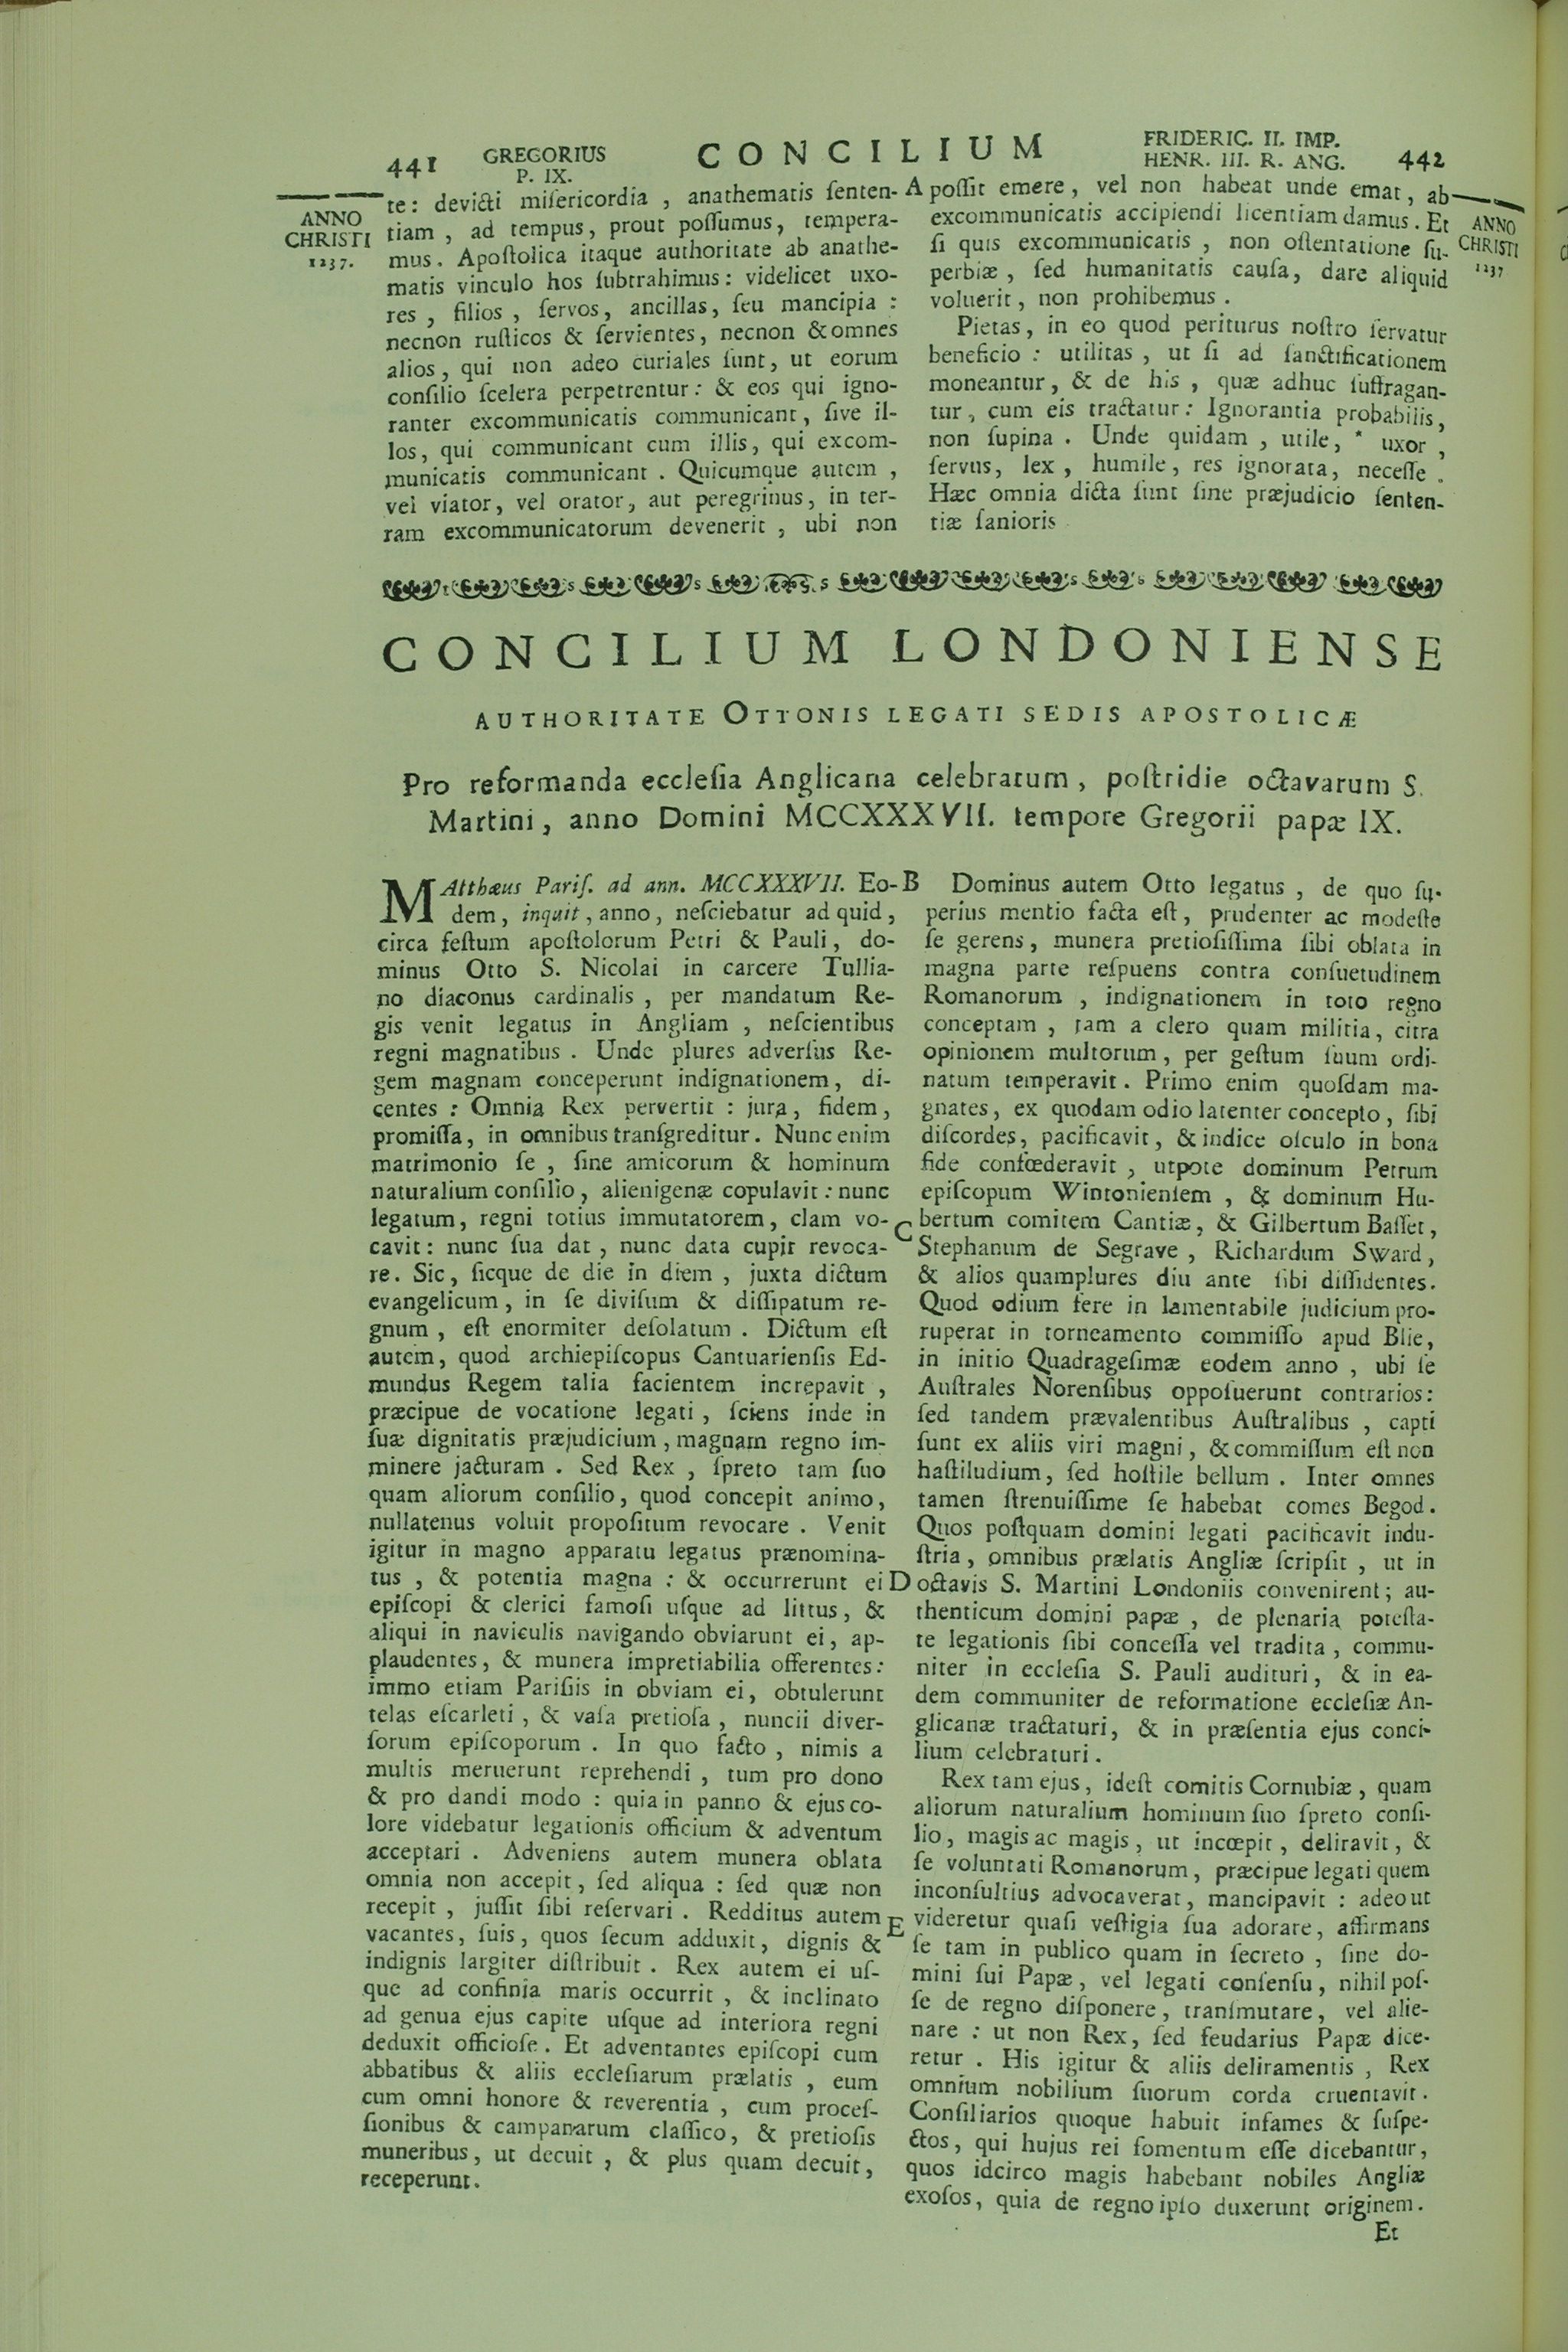 441
GREGORIUS
P. IX.
CONCILIUM
FRIDERIC. II. IMP.
HENR. III. R. ANG.
442
ANNO
CHRISTI
1237.
te: devicti miſericordia, anathematis ſenten-
tiam, ad tempus, prout poſſumus, tempera-
mus. Apoſtolica itaque authoritate ab anathe-
matis vinculo hos ſubtrahimus: videlicet uxo-
res, filios, ſervos, ancillas, ſeu mancipia:
necnon ruſticos & ſervientes, necnon & omnes
alios, qui non adeo curiales ſunt, ut eorum
conſilio ſcelera perpetrentur: & eos qui igno-
ranter excommunicatis communicant, ſive il-
los, qui communicant cum illis, qui excom-
municatis communicant. Quicumque autem,
vel viator, vel orator, aut peregrinus, in ter-
ram excommunicatorum devenerit, ubi non
A
poſſit emere, vel non habeat unde emat, ab
excommunicatis accipiendi licentiam damus. Et
ſi quis excommunicatis, non oſtentatione ſu-
perbiæ, ſed humanitatis cauſa, dare aliquid
voluerit, non prohibemus.
Pietas, in eo quod periturus noſtro ſervatur
beneficio: utilitas, ut ſi ad ſanctificationem
moneantur, & de his, quæ adhuc ſuffragan-
tur, cum eis tractatur: Ignorantia probabilis,
non ſupina. Unde quidam, utile, * uxor,
ſervus, lex, humile, res ignorata, neceſſe.
Hæc omnia dicta ſunt ſine præjudicio ſenten-
tiæ ſanioris
ANNO
CHRISTI
1237
CONCILIUM LONDONIENSE
AUTHORITATE OTTONIS LEGATI SEDIS APOSTOLICÆ
Pro reformanda eccleſia Anglicana celebratum, poſtridie octavarum S.
Martini, anno Domini MCCXXXVII. tempore Gregorii papæ IX.
MAtthæus Pariſ. ad ann. MCCXXXVII. Eo-
dem, inquit, anno, neſciebatur ad quid,
circa feſtum apoſtolorum Petri & Pauli, do-
minus Otto S. Nicolai in carcere Tullia-
no diaconus cardinalis, per mandatum Re-
gis venit legatus in Angliam, neſcientibus
regni magnatibus. Unde plures adverſus Re-
gem magnam conceperunt indignationem, di-
centes: Omnia Rex pervertit: jura, fidem,
promiſſa, in omnibus tranſgreditur. Nunc enim
matrimonio ſe, ſine amicorum & hominum
naturalium conſilio, alienigenæ copulavit: nunc
legatum, regni totius immutatorem, clam vo-
cavit: nunc ſua dat, nunc data cupit revoca-
re. Sic, ſicque de die in diem, juxta dictum
evangelicum, in ſe diviſum & diſſipatum re-
gnum, eſt enormiter deſolatum. Dictum eſt
autem, quod archiepiſcopus Cantuarienſis Ed-
mundus Regem talia facientem increpavit,
præcipue de vocatione legati, ſciens inde in
ſuæ dignitatis præjudicium, magnam regno im-
minere jacturam. Sed Rex, ſpreto tam ſuo
quam aliorum conſilio, quod concepit animo,
nullatenus voluit propoſitum revocare. Venit
igitur in magno apparatu legatus prænomina-
tus, & potentia magna: & occurrerunt ei
epiſcopi & clerici famoſi uſque ad littus, &
aliqui in naviculis navigando obviarunt ei, ap-
plaudentes, & munera impretiabilia offerentes:
immo etiam Pariſiis in obviam ei, obtulerunt
telas eſcarleti, & vaſa pretioſa, nuncii diver-
ſorum epiſcoporum. In quo facto, nimis a
multis meruerunt reprehendi, tum pro dono
& pro dandi modo: quia in panno & ejus co-
lore videbatur legationis officium & adventum
acceptari. Adveniens autem munera oblata
omnia non accepit, ſed aliqua: ſed quæ non
recepit, juſſit ſibi reſervari. Redditus autem
vacantes, ſuis, quos ſecum adduxit, dignis &
indignis largiter diſtribuit. Rex autem ei uſ-
que ad confinia maris occurrit, & inclinato
ad genua ejus capite uſque ad interiora regni
deduxit officioſe. Et adventantes epiſcopi cum
abbatibus & aliis eccleſiarum prælatis, eum
cum omni honore & reverentia, cum proceſ-
ſionibus & campanarum claſſico, & pretioſis
muneribus, ut decuit, & plus quam decuit,
receperunt.
B
C
D
E
Dominus autem Otto legatus, de quo ſu-
perius mentio facta eſt, prudenter ac modeſte
ſe gerens, munera pretioſiſſima ſibi oblata in
magna parte reſpuens contra conſuetudinem
Romanorum, indignationem in toto regno
conceptam, tam a clero quam militia, citra
opinionem multorum, per geſtum ſuum ordi-
natum temperavit. Primo enim quoſdam ma-
gnates, ex quodam odio latenter concepto, ſibi
diſcordes, pacificavit, & indice oſculo in bona
fide confœderavit, utpote dominum Petrum
epiſcopum Wintonienſem, & dominum Hu-
bertum comitem Cantiæ, & Gilbertum Baſſet,
Stephanum de Segrave, Richardum Sward,
& alios quamplures diu ante ſibi diſſidentes.
Quod odium fere in lamentabile judicium pro-
ruperat in torneamento commiſſo apud Blie,
in initio Quadrageſimæ eodem anno, ubi ſe
Auſtrales Norenſibus oppoſuerunt contrarios:
ſed tandem prævalentibus Auſtralibus, capti
ſunt ex aliis viri magni, & commiſſum eſt non
haſtiludium, ſed hoſtile bellum. Inter omnes
tamen ſtrenuiſſime ſe habebat comes Begod.
Quos poſtquam domini legati pacificavit indu-
ſtria, omnibus prælatis Angliæ ſcripſit, ut in
octavis S. Martini Londoniis convenirent; au-
thenticum domini papæ, de plenaria poteſta-
te legationis ſibi conceſſa vel tradita, commu-
niter in eccleſia S. Pauli audituri, & in ea-
dem communiter de reformatione eccleſiæ An-
glicanæ tractaturi, & in præſentia ejus conci-
lium celebraturi.
Rex tam ejus, ideſt comitis Cornubiæ, quam
aliorum naturalium hominum ſuo ſpreto conſi-
lio, magis ac magis, ut incœpit, deliravit, &
ſe voluntati Romanorum, præcipue legati quem
inconſultius advocaverat, mancipavit: adeo ut
videretur quaſi veſtigia ſua adorare, affirmans
ſe tam in publico quam in ſecreto, ſine do-
mini ſui Papæ, vel legati conſenſu, nihil poſ-
ſe de regno diſponere, tranſmutare, vel alie-
nare: ut non Rex, ſed feudarius Papæ dice-
retur. His igitur & aliis deliramentis, Rex
omnium nobilium ſuorum corda cruentavit.
Conſiliarios quoque habuit infames & ſuſpe-
ctos, qui hujus rei fomentum eſſe dicebantur,
quos idcirco magis habebant nobiles Angliæ
exoſos, quia de regno ipſo duxerunt originem.
Et